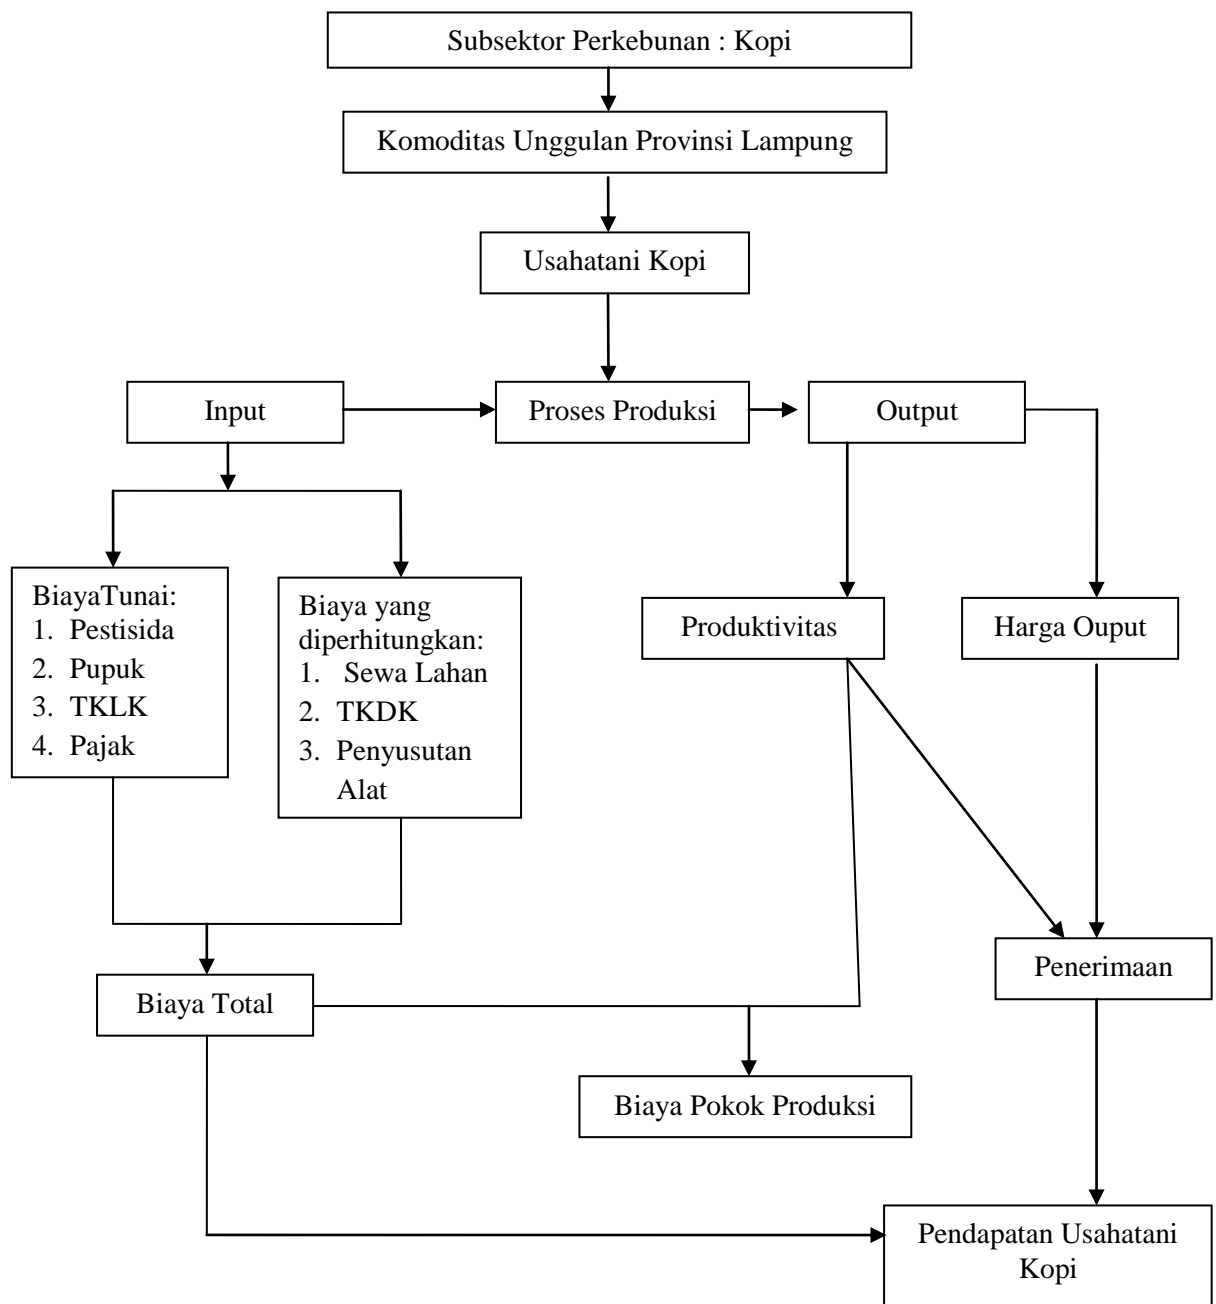 Subsektor Perkebunan : Kopi
Komoditas Unggulan Provinsi Lampung
Usahatani Kopi
Input
Proses Produksi
Output
BiayaTunai:
1. Pestisida
2. Pupuk
3. TKLK
4. Pajak
Biaya yang
diperhitungkan:
1. Sewa Lahan
2. TKDK
3. Penyusutan
Alat
Produktivitas
Harga Ouput
Penerimaan
Biaya Total
Biaya Pokok Produksi
Pendapatan Usahatani
Kopi